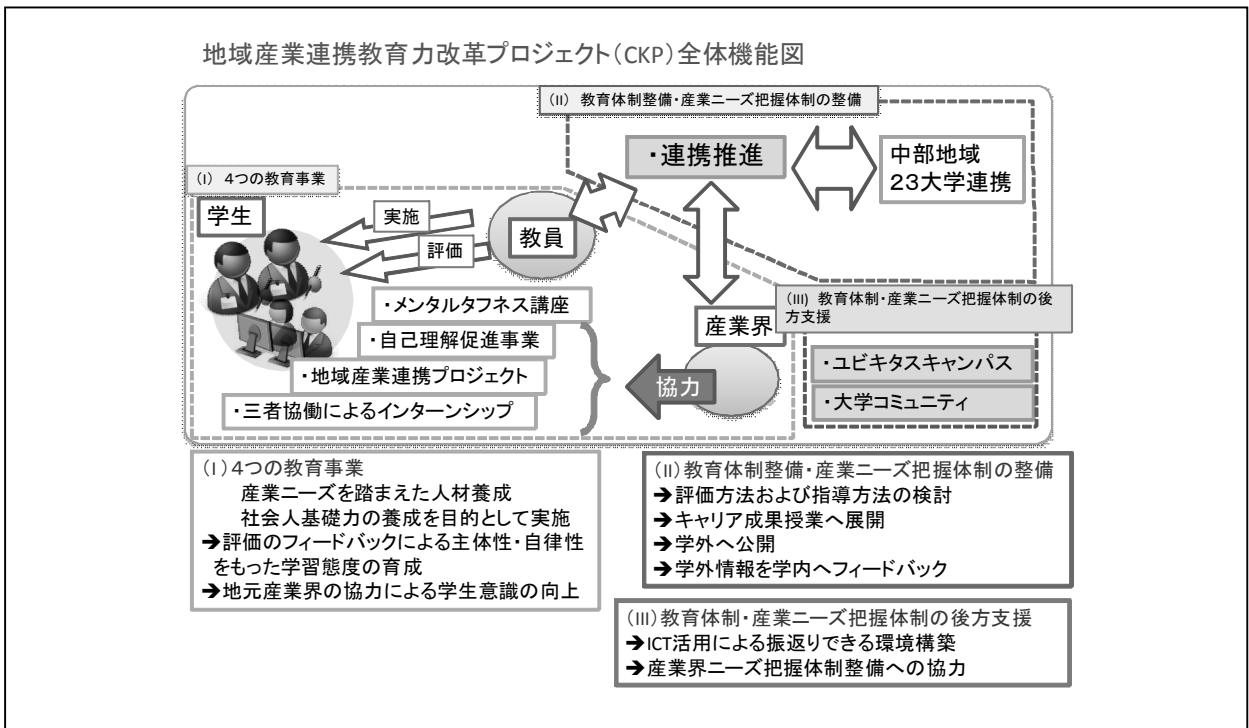 地域産業連携教育力改革プロジェクト(CKP)全体機能図
(II) 教育体制整備・産業ニーズ把握体制の整備
・連携推進
中部地域
23大学連携
(I) 4つの教育事業
学生
実施
評価
教員
・メンタルタフネス講座
・自己理解促進事業
・地域産業連携プロジェクト
・三者協働によるインターンシップ
産業界
協力
(III) 教育体制・産業ニーズ把握体制の後
方支援
・ユビキタスキャンパス
・大学コミュニティ
(I)4つの教育事業
産業ニーズを踏まえた人材養成
社会人基礎力の養成を目的として実施
➔評価のフィードバックによる主体性・自律性
をもった学習態度の育成
➔地元産業界の協力による学生意識の向上
(II)教育体制整備・産業ニーズ把握体制の整備
➔評価方法および指導方法の検討
➔キャリア成果授業へ展開
➔学外へ公開
➔学外情報を学内へフィードバック
(III)教育体制・産業ニーズ把握体制の後方支援
➔ICT活用による振返りできる環境構築
➔産業界ニーズ把握体制整備への協力